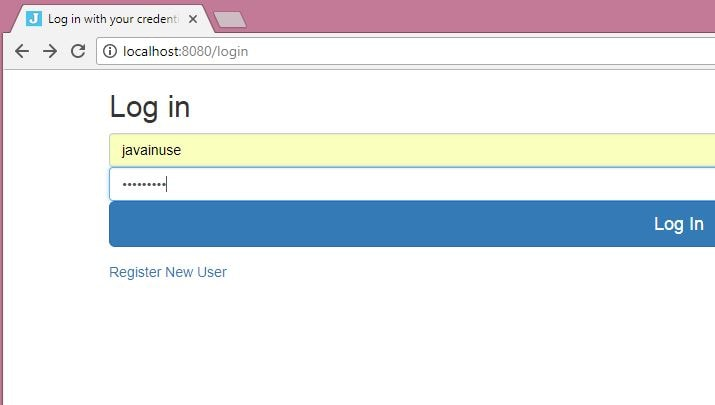 J Log in with your credenti
localhost:8080/login
Log in
javainuse
•••••••••
Log In
Register New User